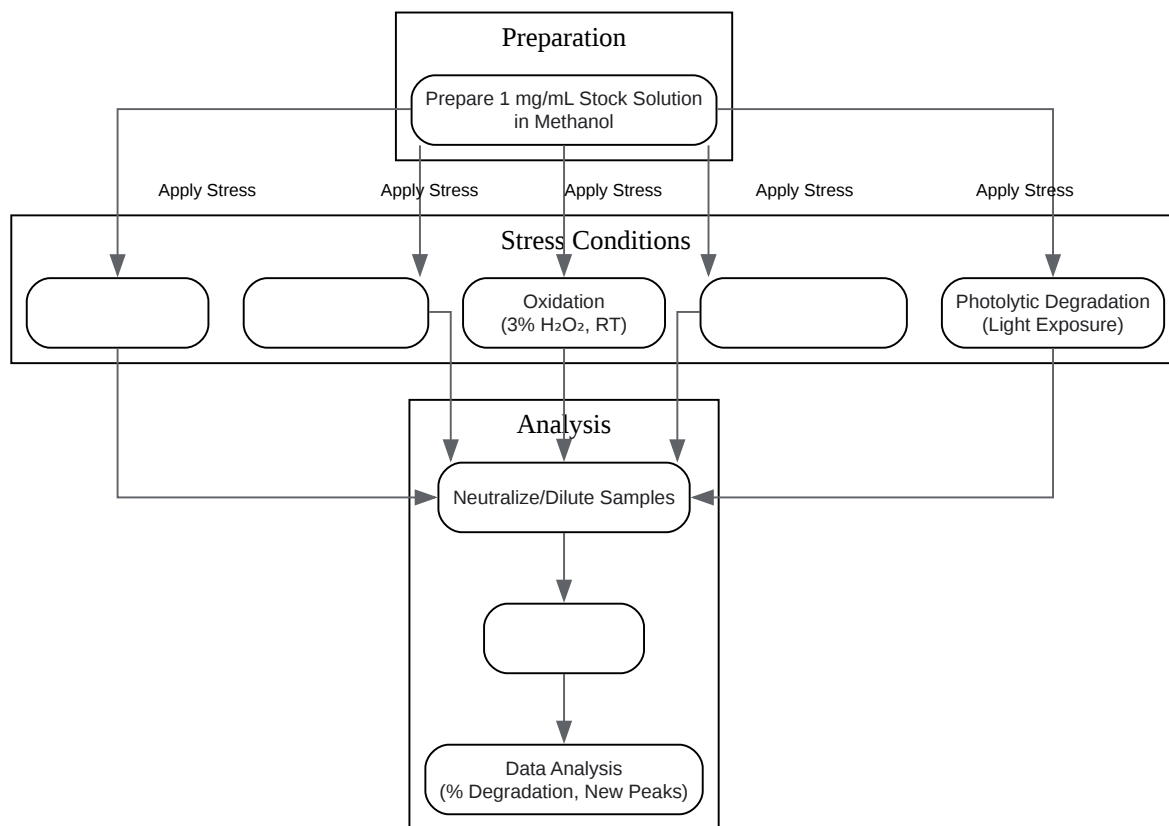 Preparation
Prepare 1 mg/mL Stock Solution
in Methanol
Apply Stress
Apply Stress
Apply Stress
Apply Stress
Apply Stress
Stress Conditions
Oxidation
(3% H₂O₂, RT)
Photolytic Degradation
(Light Exposure)
Analysis
Neutralize/Dilute Samples
Data Analysis
(% Degradation, New Peaks)